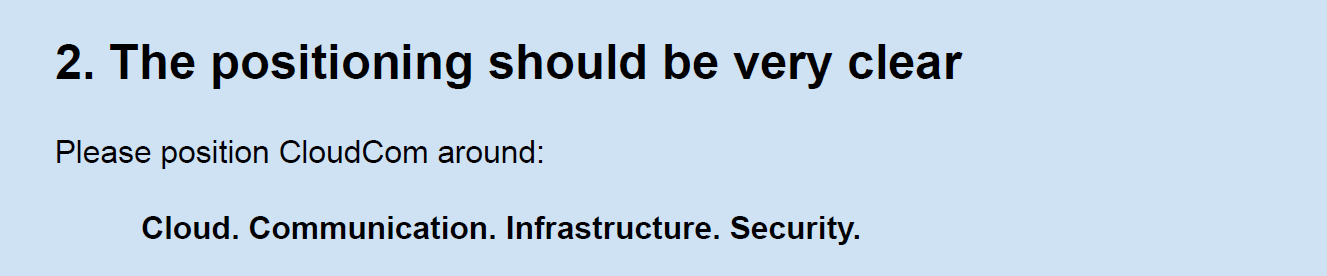 2. The positioning should be very clear
Please position CloudCom around:
Cloud. Communication. Infrastructure. Security.